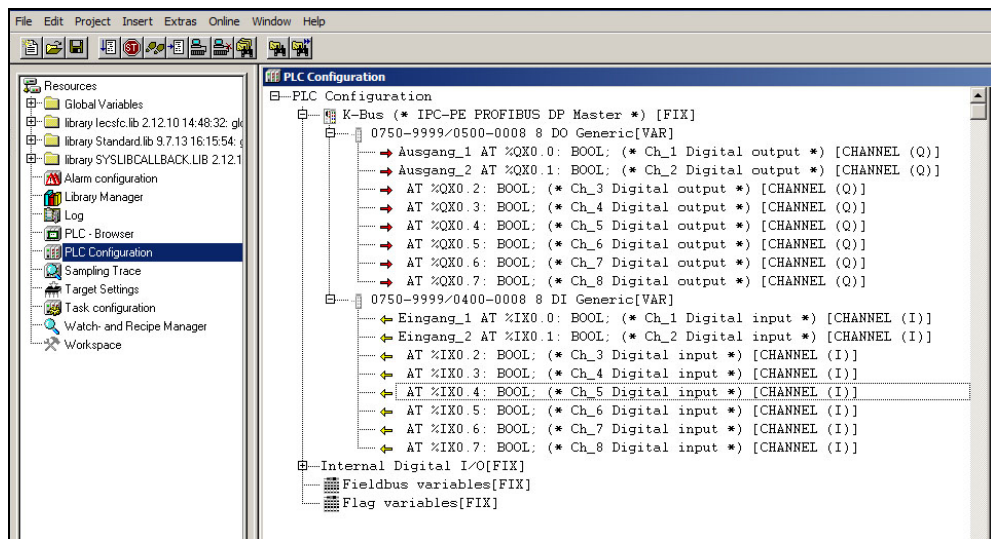 File Edit Project Insert Extras Online Window Help
Resources
Global Variables
library Iecsfc.lib 2.12.10 14:48:32: glo
library Standard.lib 9.7.13 16:15:54: g
library SYSLIBCALLBACK.LIB 2.12.1
Alarm configuration
Library Manager
Log
PLC - Browser
PLC Configuration
Sampling Trace
Target Settings
Task configuration
Watch- and Recipe Manager
Workspace
PLC Configuration
PLC Configuration
K-Bus (* IPC-PE PROFIBUS DP Master *) [FIX]
0750-9999/0500-0008 8 DO Generic[VAR]
Ausgang_1 AT %QX0.0: BOOL; (* Ch_1 Digital output *) [CHANNEL (Q)]
Ausgang_2 AT %QX0.1: BOOL; (* Ch_2 Digital output *) [CHANNEL (Q)]
AT %QX0.2: BOOL; (* Ch_3 Digital output *) [CHANNEL (Q)]
AT %QX0.3: BOOL; (* Ch_4 Digital output *) [CHANNEL (Q)]
AT %QX0.4: BOOL; (* Ch_5 Digital output *) [CHANNEL (Q)]
AT %QX0.5: BOOL; (* Ch_6 Digital output *) [CHANNEL (Q)]
AT %QX0.6: BOOL; (* Ch_7 Digital output *) [CHANNEL (Q)]
AT %QX0.7: BOOL; (* Ch_8 Digital output *) [CHANNEL (Q)]
0750-9999/0400-0008 8 DI Generic[VAR]
Eingang_1 AT %IX0.0: BOOL; (* Ch_1 Digital input *) [CHANNEL (I)]
Eingang_2 AT %IX0.1: BOOL; (* Ch_2 Digital input *) [CHANNEL (I)]
AT %IX0.2: BOOL; (* Ch_3 Digital input *) [CHANNEL (I)]
AT %IX0.3: BOOL; (* Ch_4 Digital input *) [CHANNEL (I)]
AT %IX0.4: BOOL; (* Ch_5 Digital input *) [CHANNEL (I)]
AT %IX0.5: BOOL; (* Ch_6 Digital input *) [CHANNEL (I)]
AT %IX0.6: BOOL; (* Ch_7 Digital input *) [CHANNEL (I)]
AT %IX0.7: BOOL; (* Ch_8 Digital input *) [CHANNEL (I)]
Internal Digital I/O[FIX]
Fieldbus variables[FIX]
Flag variables[FIX]